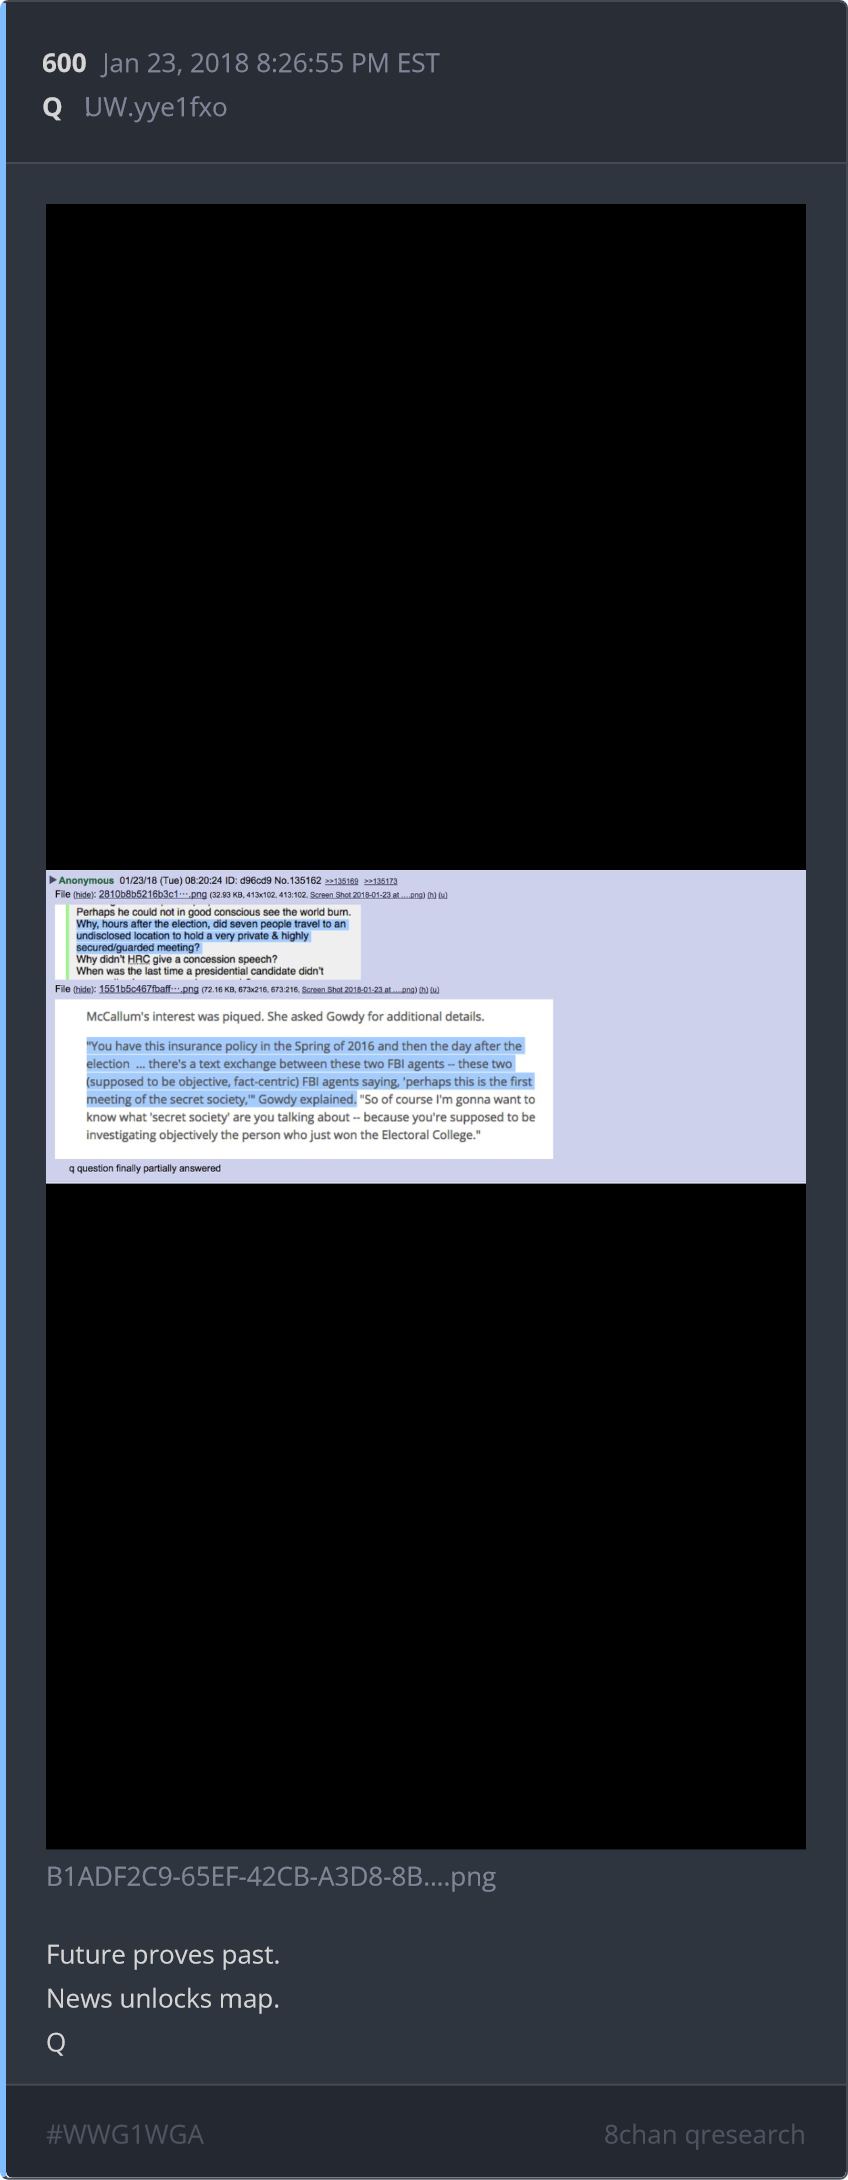 600 Jan 23, 2018 8:26:55 PM EST
Q UW.yye1fxo
Anonymous 01/23/18 (Tue) 08:20:24 ID: d96cd9 No.135162 >>135169 >>135173
File (hide): 2810b8b5216b3c1···.png (32.93 KB, 413x102, 413:102, Screen Shot 2018-01-23 at ….png) (h) (u)
Perhaps he could not in good conscious see the world burn.
Why, hours after the election, did seven people travel to an
undisclosed location to hold a very private & highly
secured/guarded meeting?
Why didn't HRC give a concession speech?
When was the last time a presidential candidate didn't
File (hide): 1551b5c467fbaff···.png (72.16 KB, 673x216, 673:216, Screen Shot 2018-01-23 at ….png) (h) (u)
McCallum's interest was piqued. She asked Gowdy for additional details.
"You have this insurance policy in the Spring of 2016 and then the day after the
election ... there's a text exchange between these two FBI agents -- these two
(supposed to be objective, fact-centric) FBI agents saying, 'perhaps this is the first
meeting of the secret society,'" Gowdy explained. "So of course I'm gonna want to
know what 'secret society' are you talking about -- because you're supposed to be
investigating objectively the person who just won the Electoral College."
q question finally partially answered
B1ADF2C9-65EF-42CB-A3D8-8B....png
Future proves past.
News unlocks map.
Q
#WWG1WGA 8chan qresearch